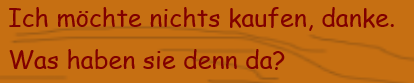 Ich möchte nichts kaufen, danke.
Was haben sie denn da?